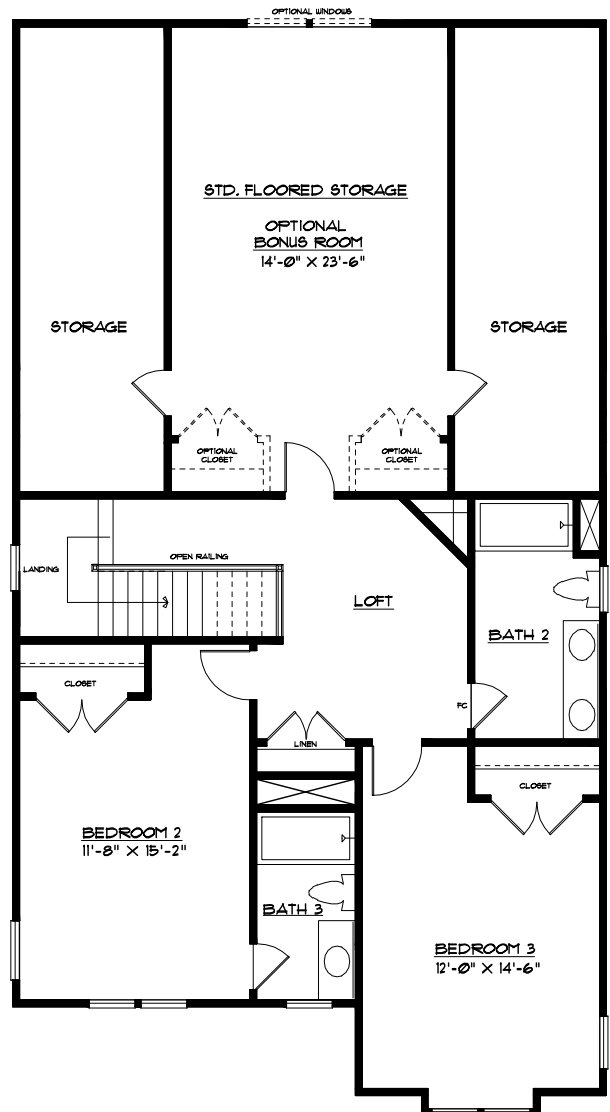 OPTIONAL WINDOWS
STD. FLOORED STORAGE
OPTIONAL
BONUS ROOM
14'-0" X 23'-6"
STORAGE
STORAGE
OPTIONAL
CLOSET
OPTIONAL
CLOSET
OPEN RAILING
LANDING
LOFT
BATH 2
CLOSET
FC
LINEN
CLOSET
BEDROOM 2
11'-8" X 15'-2"
BATH 3
BEDROOM 3
12'-0" X 14'-6"